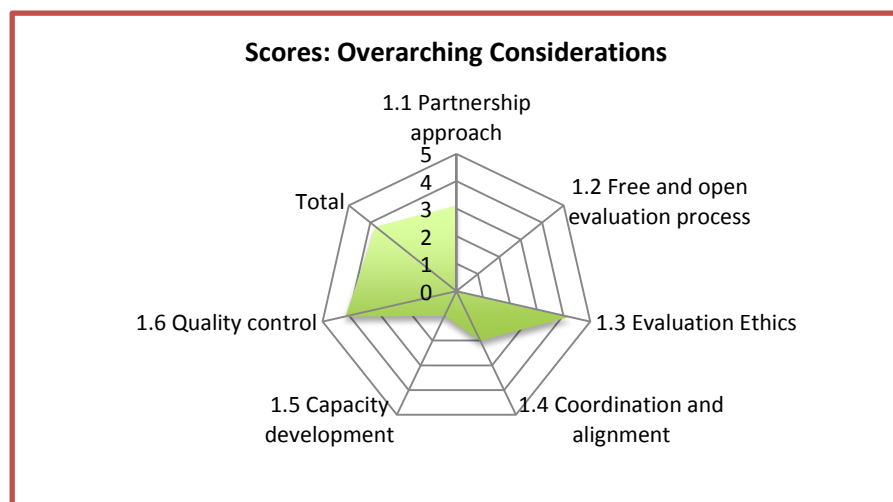 Scores: Overarching Considerations
1.1 Partnership
approach
5
4
3
2
1
0
1.2 Free and open
evaluation process
1.3 Evaluation Ethics
1.4 Coordination and
alignment
1.5 Capacity
development
1.6 Quality control
Total